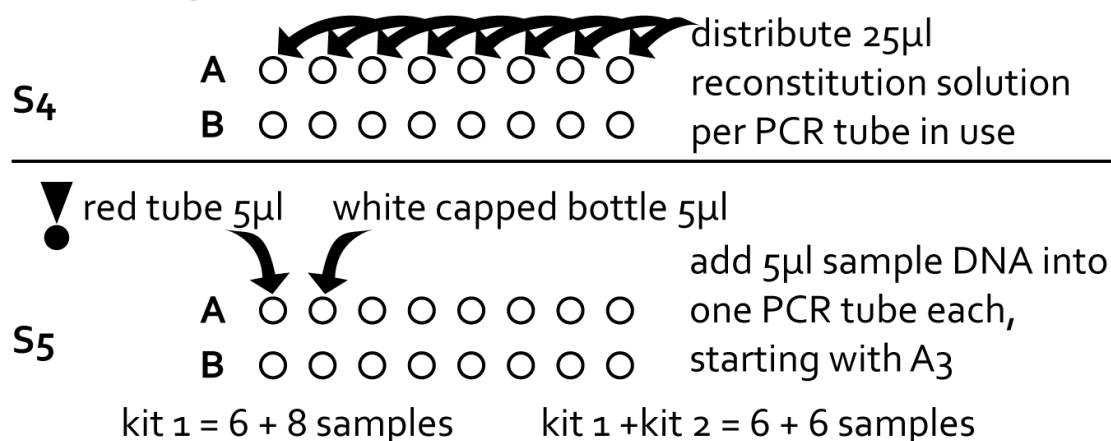 distribute 25µl
A
reconstitution solution
S4
B
per PCR tube in use
red tube 5µl white capped bottle 5µl
add 5µl sample DNA into
A
one PCR tube each,
S5
B
starting with A3
kit 1 = 6 + 8 samples kit 1 +kit 2 = 6 + 6 samples